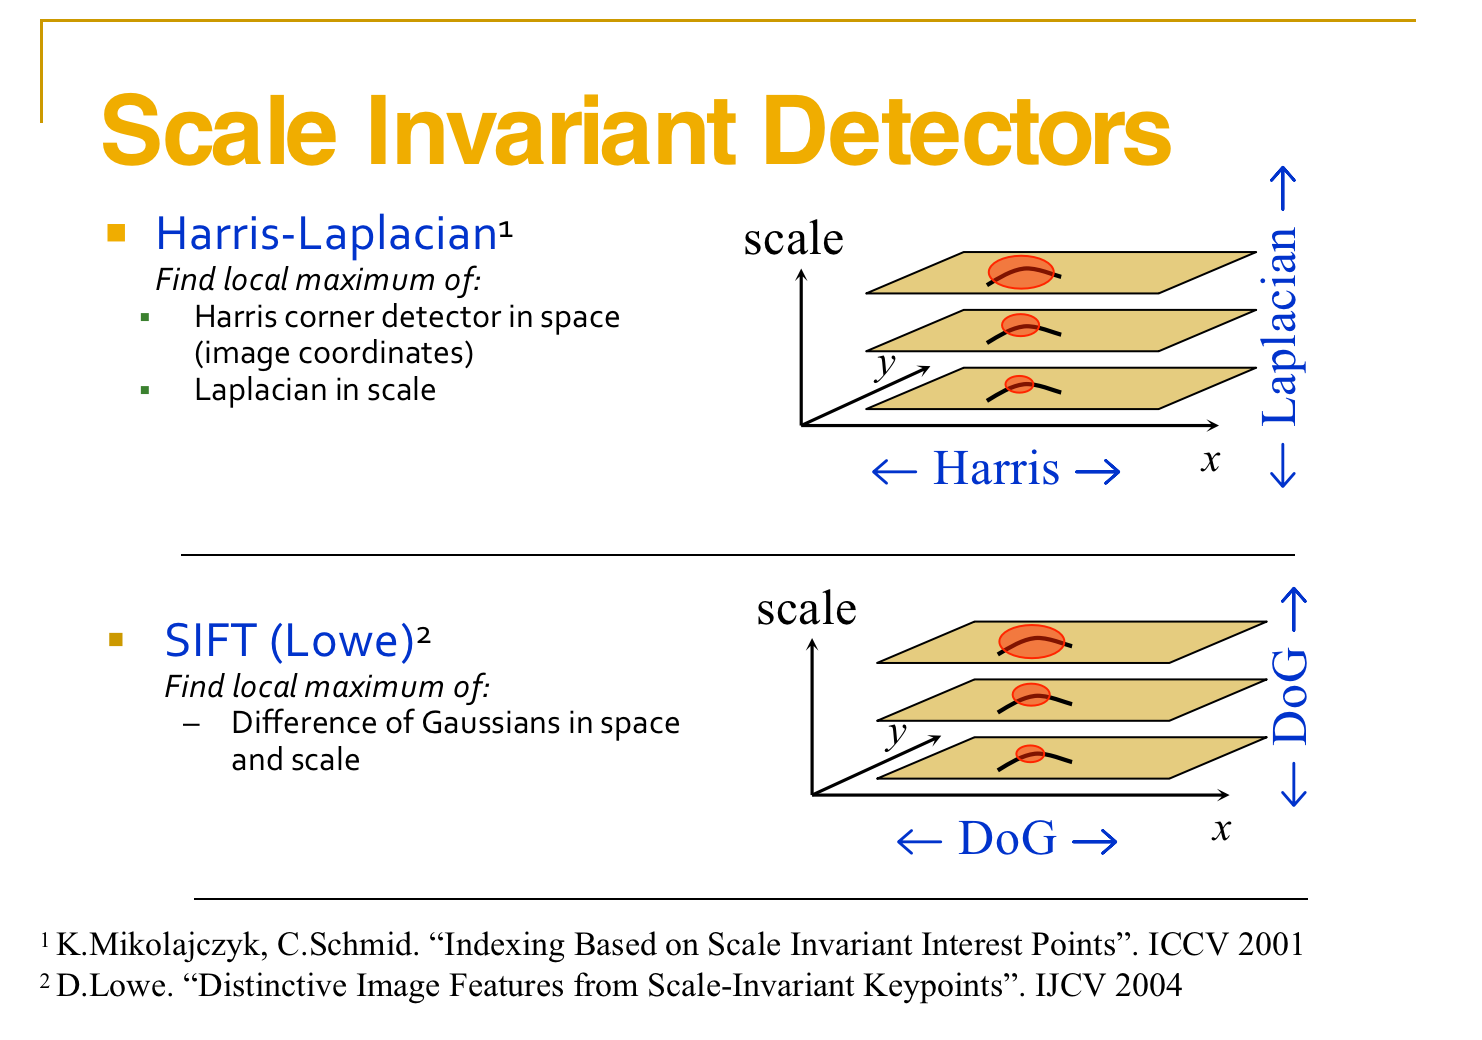 Scale Invariant Detectors
Harris-Laplacian¹
Find local maximum of:
Harris corner detector in space
(image coordinates)
Laplacian in scale
scale
y
x
← Harris →
← Laplacian →
SIFT (Lowe)²
Find local maximum of:
– Difference of Gaussians in space
and scale
scale
y
x
← DoG →
← DoG →
¹ K.Mikolajczyk, C.Schmid. “Indexing Based on Scale Invariant Interest Points”. ICCV 2001
² D.Lowe. “Distinctive Image Features from Scale-Invariant Keypoints”. IJCV 2004